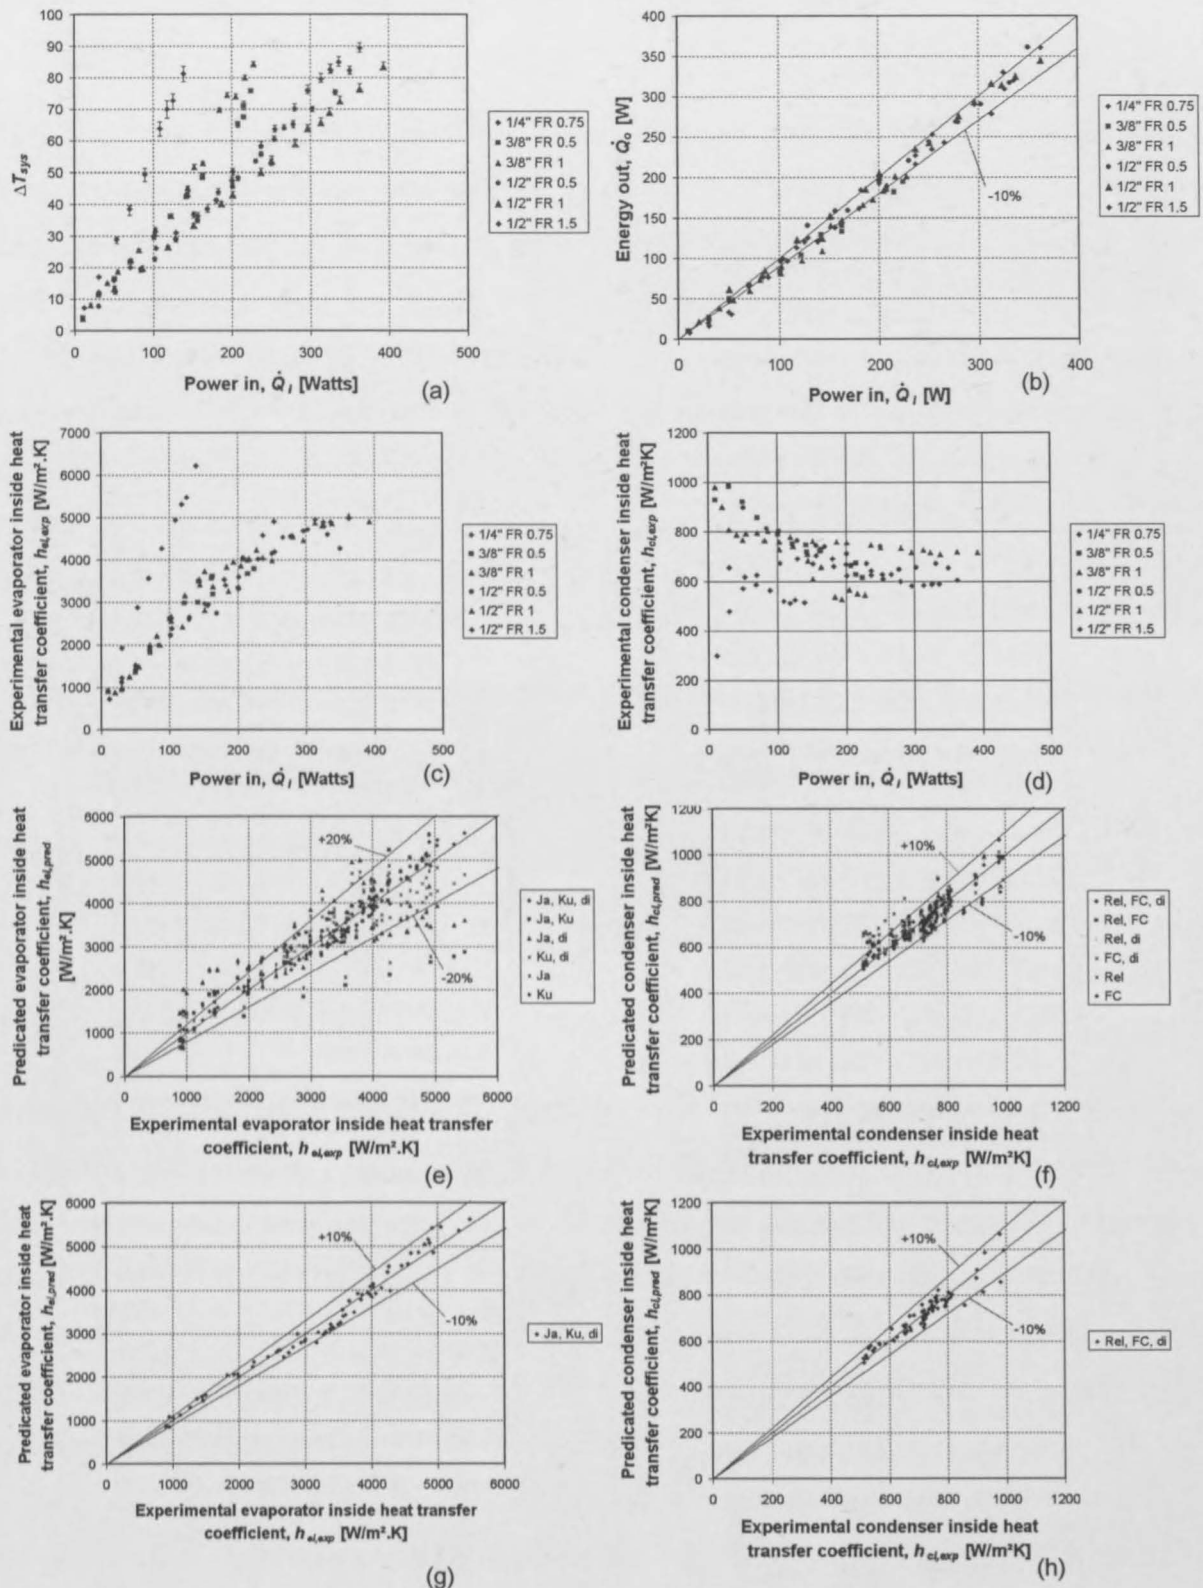 100
90
80
70
60
50
40
30
20
10
0
ΔTsys
0 100 200 300 400 500
Power in, Q̇ I [Watts]
(a)
1/4" FR 0.75
3/8" FR 0.5
3/8" FR 1
1/2" FR 0.5
1/2" FR 1
1/2" FR 1.5
400
350
300
250
200
150
100
50
0
Energy out, Q̇o [W]
-10%
0 100 200 300 400
Power in, Q̇ I [W]
(b)
1/4" FR 0.75
3/8" FR 0.5
3/8" FR 1
1/2" FR 0.5
1/2" FR 1
1/2" FR 1.5
Experimental evaporator inside heat
transfer coefficient, hei,exp [W/m².K]
7000
6000
5000
4000
3000
2000
1000
0
0 100 200 300 400 500
Power in, Q̇ I [Watts]
(c)
1/4" FR 0.75
3/8" FR 0.5
3/8" FR 1
1/2" FR 0.5
1/2" FR 1
1/2" FR 1.5
Experimental condenser inside heat
transfer coefficient, hci,exp [W/m²K]
1200
1000
800
600
400
200
0
0 100 200 300 400 500
Power in, Q̇ I [Watts]
(d)
1/4" FR 0.75
3/8" FR 0.5
3/8" FR 1
1/2" FR 0.5
1/2" FR 1
1/2" FR 1.5
Predicated evaporator inside heat
transfer coefficient, hei,pred
[W/m².K]
6000
5000
4000
3000
2000
1000
0
+20%
-20%
0 1000 2000 3000 4000 5000 6000
Experimental evaporator inside heat transfer
coefficient, hei,exp [W/m².K]
(e)
Ja, Ku, di
Ja, Ku
Ja, di
Ku, di
Ja
Ku
Predicated condenser inside heat
transfer coefficient, hci,pred [W/m²K]
1200
1000
800
600
400
200
0
+10%
-10%
0 200 400 600 800 1000 1200
Experimental condenser inside heat
transfer coefficient, hci,exp [W/m²K]
(f)
Rel, FC, di
Rel, FC
Rel, di
FC, di
Rel
FC
Predicated evaporator inside heat
transfer coefficient, hei,pred [W/m².K]
6000
5000
4000
3000
2000
1000
0
+10%
-10%
0 1000 2000 3000 4000 5000 6000
Experimental evaporator inside heat transfer
coefficient, hei,exp [W/m².K]
(g)
Ja, Ku, di
Predicated condenser inside heat
transfer coefficient, hci,pred [W/m²K]
1200
1000
800
600
400
200
0
+10%
-10%
0 200 400 600 800 1000 1200
Experimental condenser inside heat
transfer coefficient, hci,exp [W/m²K]
(h)
Rel, FC, di